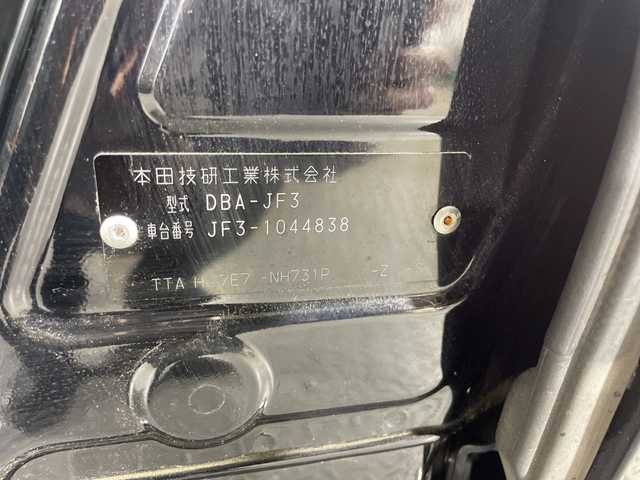 本田技研工業株式会社
型式 DBA-JF3
車台番号 JF3-1044838
TTA H 7E7 -NH731P -Z